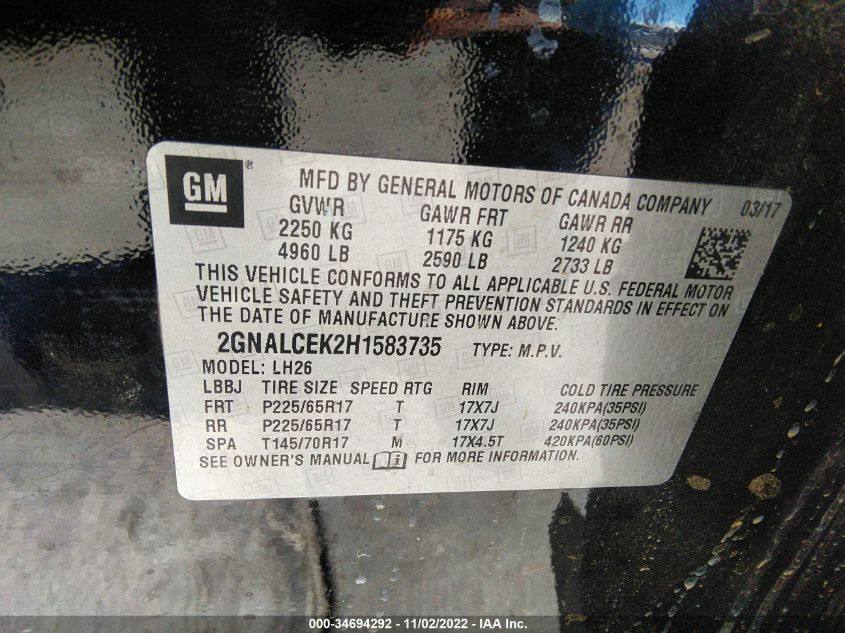 GM ® MFD BY GENERAL MOTORS OF CANADA COMPANY 03/17
GVWR GAWR FRT GAWR RR
2250 KG 1175 KG 1240 KG
4960 LB 2590 LB 2733 LB
THIS VEHICLE CONFORMS TO ALL APPLICABLE U.S. FEDERAL MOTOR
VEHICLE SAFETY AND THEFT PREVENTION STANDARDS IN EFFECT ON
THE DATE OF MANUFACTURE SHOWN ABOVE.
2GNALCEK2H1583735 TYPE: M.P.V.
MODEL: LH26
LBBJ TIRE SIZE SPEED RTG RIM COLD TIRE PRESSURE
FRT P225/65R17 T 17X7J 240KPA(35PSI)
RR P225/65R17 T 17X7J 240KPA(35PSI)
SPA T145/70R17 M 17X4.5T 420KPA(60PSI)
SEE OWNER'S MANUAL FOR MORE INFORMATION.
000-34694292 - 11/02/2022 - IAA Inc.